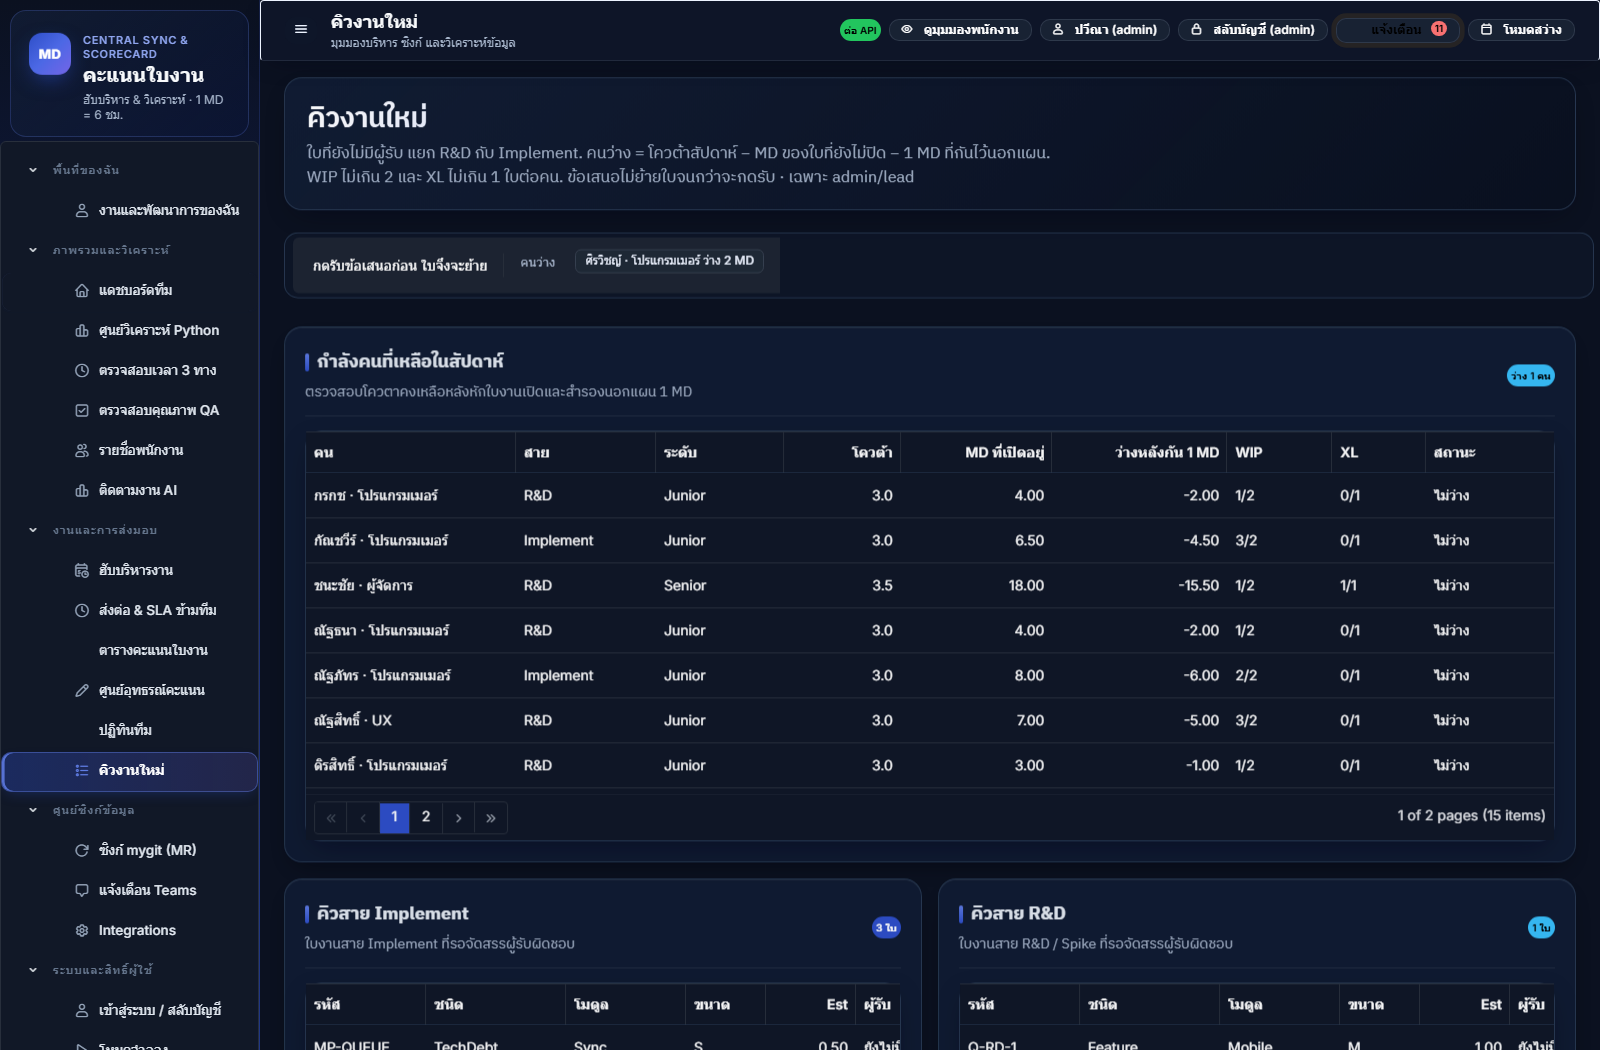 MD
CENTRAL SYNC &
SCORECARD
คะแนนใบงาน
ฮับบริหาร & วิเคราะห์ · 1 MD
= 6 ชม.
พื้นที่ของฉัน
งานและพัฒนาการของฉัน
ภาพรวมและวิเคราะห์
แดชบอร์ดทีม
ศูนย์วิเคราะห์ Python
ตรวจสอบเวลา 3 ทาง
ตรวจสอบคุณภาพ QA
รายชื่อพนักงาน
ติดตามงาน AI
งานและการส่งมอบ
ฮับบริหารงาน
ส่งต่อ & SLA ข้ามทีม
ตารางคะแนนใบงาน
ศูนย์อุทธรณ์คะแนน
ปฏิทินทีม
คิวงานใหม่
ศูนย์ซิงก์ข้อมูล
ซิงก์ mygit (MR)
แจ้งเตือน Teams
Integrations
ระบบและสิทธิ์ผู้ใช้
เข้าสู่ระบบ / สลับบัญชี
โหมดสำรอง
คิวงานใหม่
มุมมองบริหาร ซิงก์ และวิเคราะห์ข้อมูล
ต่อ API
ดูมุมมองพนักงาน
ปวีณา (admin)
สลับบัญชี (admin)
แจ้งเตือน 11
โหมดสว่าง
คิวงานใหม่
ใบที่ยังไม่มีผู้รับ แยก R&D กับ Implement. คนว่าง = โควต้าสัปดาห์ − MD ของใบที่ยังไม่ปิด − 1 MD ที่กันไว้นอกแผน.
WIP ไม่เกิน 2 และ XL ไม่เกิน 1 ใบต่อคน. ข้อเสนอไม่ย้ายใบจนกว่าจะกดรับ · เฉพาะ admin/lead
กดรับข้อเสนอก่อน ใบจึงจะย้าย
คนว่าง
ศิรวิชญ์ · โปรแกรมเมอร์ ว่าง 2 MD
กำลังคนที่เหลือในสัปดาห์
ตรวจสอบโควตาคงเหลือหลังหักใบงานเปิดและสำรองนอกแผน 1 MD
ว่าง 1 คน
คน สาย ระดับ โควต้า MD ที่เปิดอยู่ ว่างหลังกัน 1 MD WIP XL สถานะ
กรกช · โปรแกรมเมอร์ R&D Junior 3.0 4.00 -2.00 1/2 0/1 ไม่ว่าง
กัณชวีร์ · โปรแกรมเมอร์ Implement Junior 3.0 6.50 -4.50 3/2 0/1 ไม่ว่าง
ชนะชัย · ผู้จัดการ R&D Senior 3.5 18.00 -15.50 1/2 1/1 ไม่ว่าง
ณัฐธนา · โปรแกรมเมอร์ R&D Junior 3.0 4.00 -2.00 1/2 0/1 ไม่ว่าง
ณัฐภัทร · โปรแกรมเมอร์ Implement Junior 3.0 8.00 -6.00 2/2 0/1 ไม่ว่าง
ณัฐสิทธิ์ · UX R&D Junior 3.0 7.00 -5.00 3/2 0/1 ไม่ว่าง
ดิรสิทธิ์ · โปรแกรมเมอร์ R&D Junior 3.0 3.00 -1.00 1/2 0/1 ไม่ว่าง
« ‹ 1 2 › »
1 of 2 pages (15 items)
คิวสาย Implement
ใบงานสาย Implement ที่รอจัดสรรผู้รับผิดชอบ
3 ใบ
รหัส ชนิด โมดูล ขนาด Est ผู้รับ
MP-QUEUE TechDebt Sync S 0.50
คิวสาย R&D
ใบงานสาย R&D / Spike ที่รอจัดสรรผู้รับผิดชอบ
1 ใบ
รหัส ชนิด โมดูล ขนาด Est ผู้รับ
Q-RD-1 Feature Mobile M 1.00